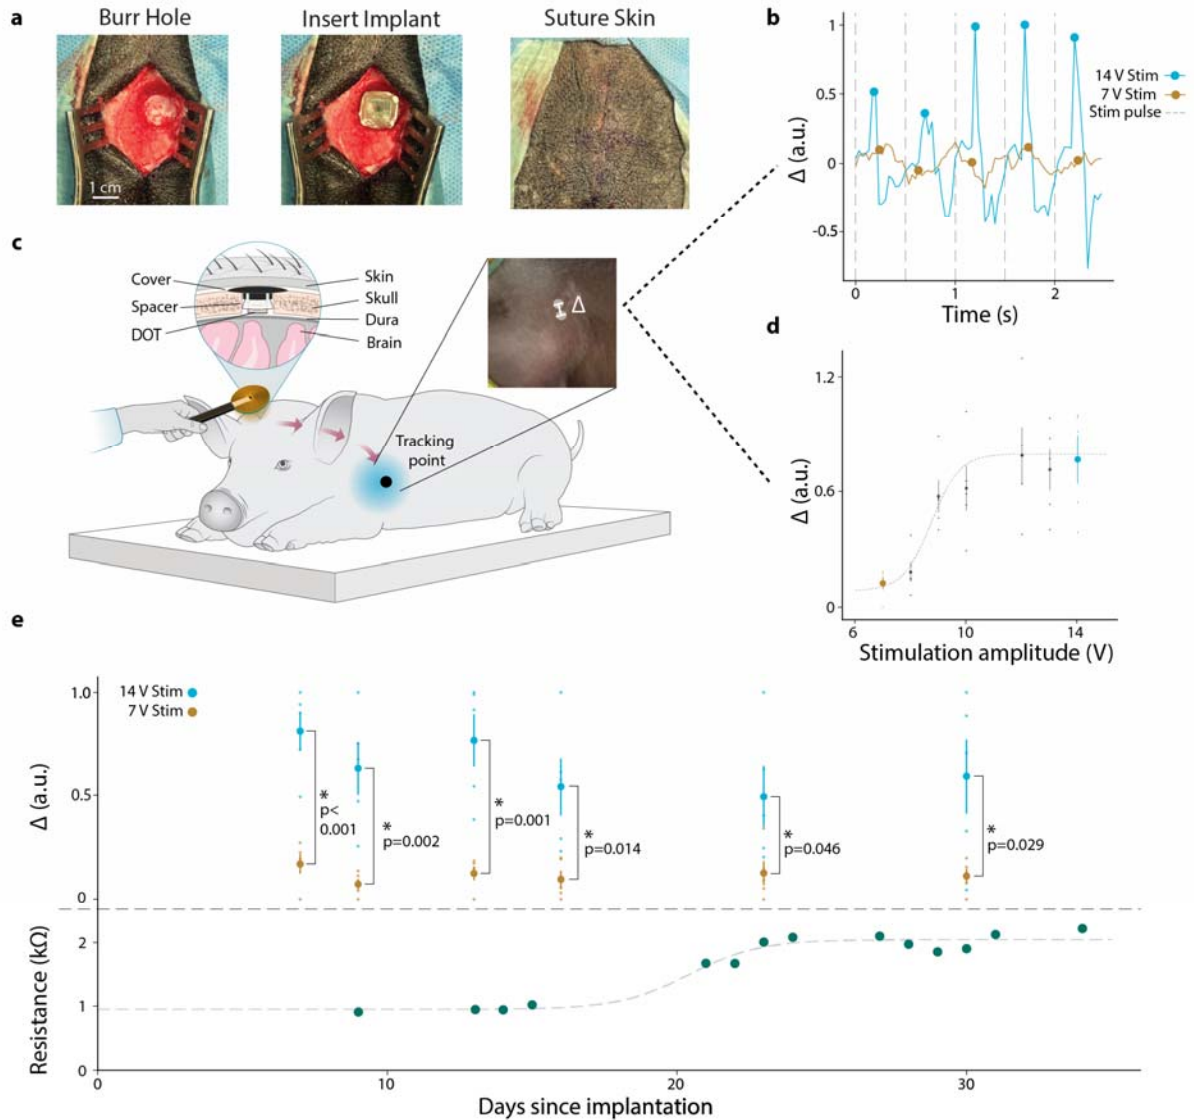 a
Burr Hole
Insert Implant
Suture Skin
1 cm
b
1
0.5
0
-0.5
Δ (a.u.)
0
1
2
Time (s)
14 V Stim
7 V Stim
Stim pulse
c
Cover
Spacer
DOT
Skin
Skull
Dura
Brain
Δ
Tracking
point
d
1.2
0.6
0
Δ (a.u.)
6
10
14
Stimulation amplitude (V)
e
14 V Stim
7 V Stim
1.0
0.5
0
Δ (a.u.)
*
p<
0.001
*
p=0.002
*
p=0.001
*
p=0.014
*
p=0.046
*
p=0.029
2
1
0
Resistance (kΩ)
0
10
20
30
Days since implantation